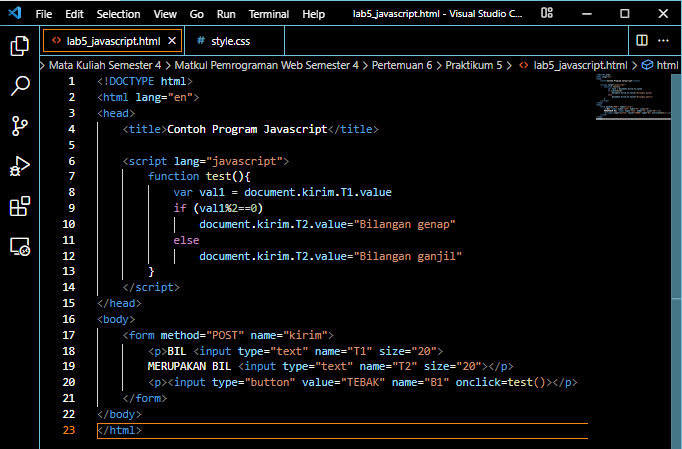 File Edit Selection View Go Run Terminal Help lab5_javascript.html - Visual Studio C...
lab5_javascript.html style.css
Mata Kuliah Semester 4 > Matkul Pemrograman Web Semester 4 > Pertemuan 6 > Praktikum 5 > lab5_javascript.html > html
1 <!DOCTYPE html>
2 <html lang="en">
3 <head>
4 <title>Contoh Program Javascript</title>
5
6 <script lang="javascript">
7 function test(){
8 var val1 = document.kirim.T1.value
9 if (val1%2==0)
10 document.kirim.T2.value="Bilangan genap"
11 else
12 document.kirim.T2.value="Bilangan ganjil"
13 }
14 </script>
15 </head>
16 <body>
17 <form method="POST" name="kirim">
18 <p>BIL <input type="text" name="T1" size="20">
19 MERUPAKAN BIL <input type="text" name="T2" size="20"></p>
20 <p><input type="button" value="TEBAK" name="B1" onclick=test()></p>
21 </form>
22 </body>
23 </html>